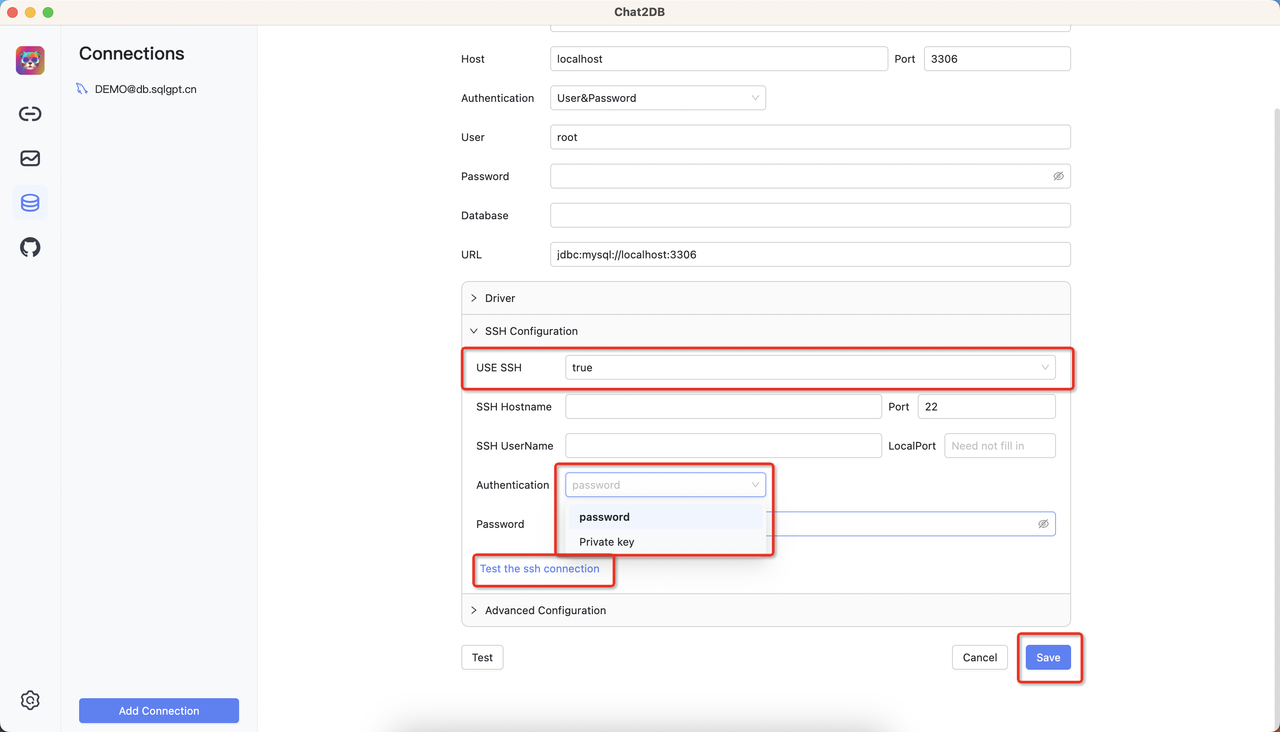 Chat2DB
Connections
DEMO@db.sqlgpt.cn
Host localhost Port 3306
Authentication User&Password
User root
Password
Database
URL jdbc:mysql://localhost:3306
Driver
SSH Configuration
USE SSH true
SSH Hostname Port 22
SSH UserName LocalPort Need not fill in
Authentication password
password
Password
Private key
Test the ssh connection
Advanced Configuration
Test Cancel Save
Add Connection